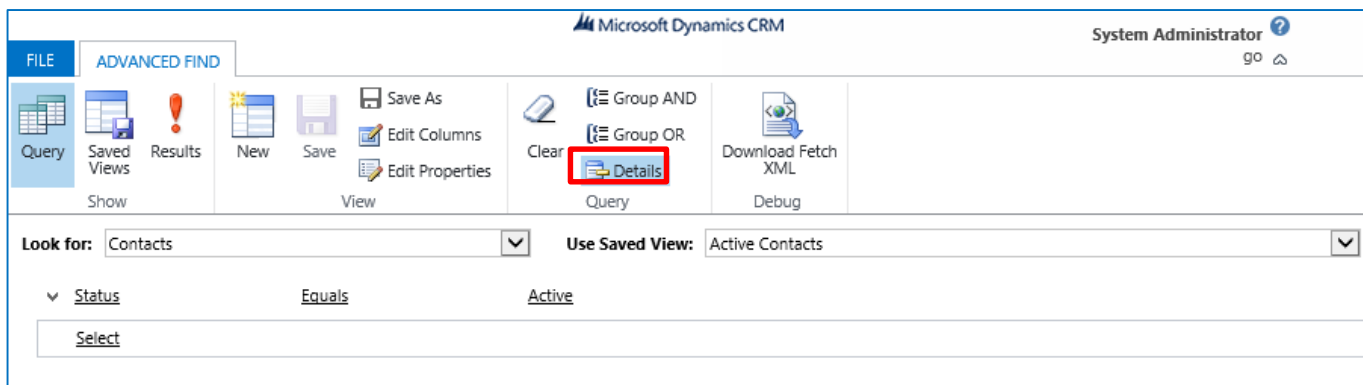 Microsoft Dynamics CRM
System Administrator
go
FILE
ADVANCED FIND
Query
Saved
Views
Results
New
Save
Save As
Edit Columns
Edit Properties
Clear
Group AND
Group OR
Details
Download Fetch
XML
Show
View
Query
Debug
Look for: Contacts
Use Saved View: Active Contacts
Status Equals Active
Select